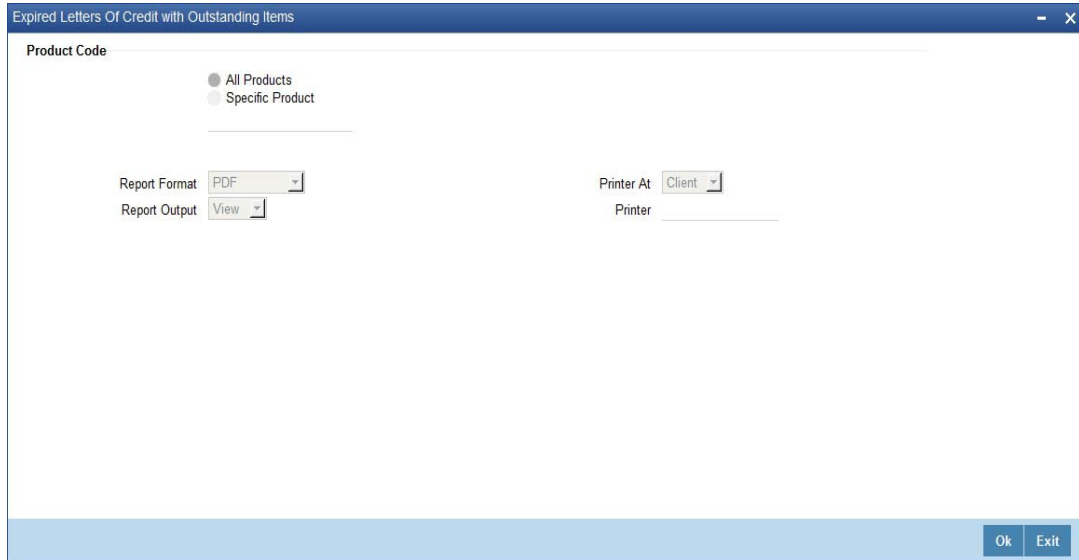 Expired Letters Of Credit with Outstanding Items
Product Code
All Products
Specific Product
Report Format PDF Printer At Client
Report Output View Printer
Ok Exit